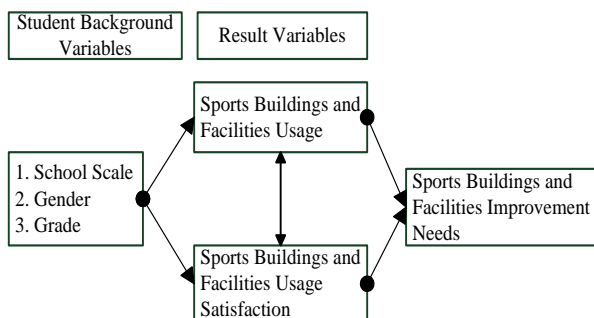 Student Background
Variables
Result Variables
Sports Buildings and
Facilities Usage
1. School Scale
2. Gender
3. Grade
Sports Buildings and
Facilities Improvement
Needs
Sports Buildings and
Facilities Usage
Satisfaction